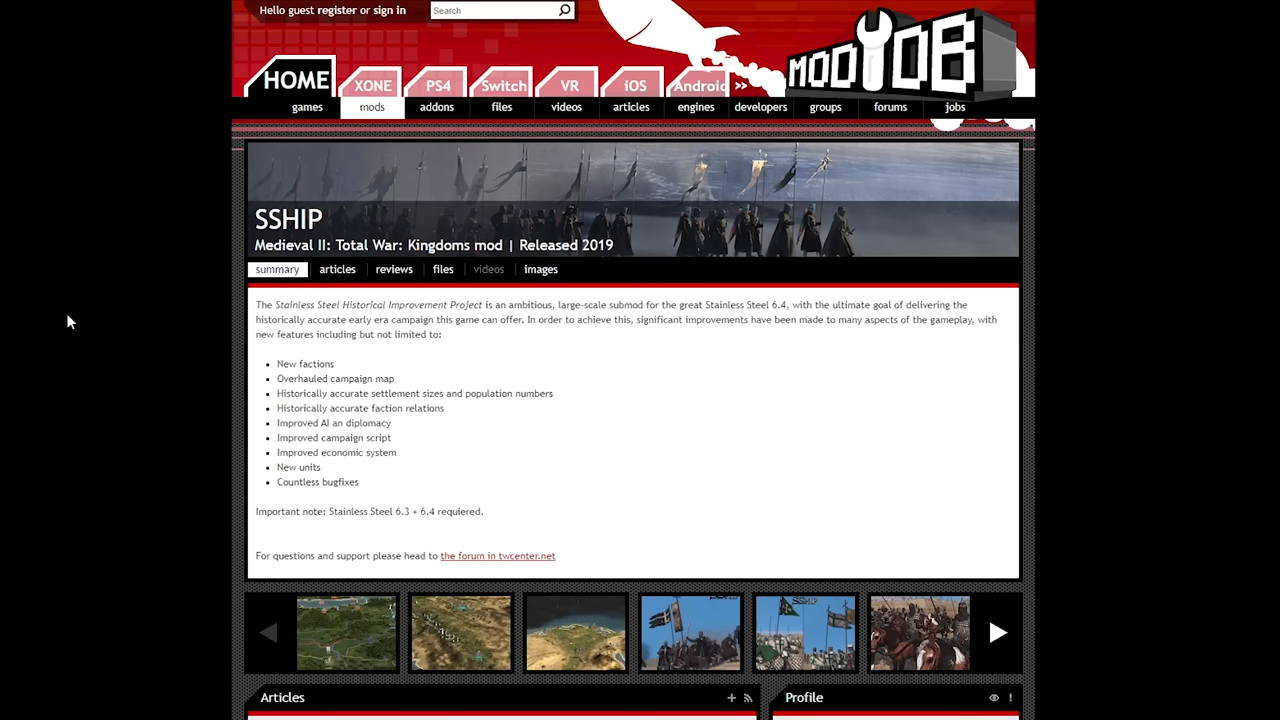 Hello guest register or sign in
Search
MODDB
HOME
XONE
PS4
Switch
VR
iOS
Android
»
games
mods
addons
files
videos
articles
engines
developers
groups
forums
jobs
SSHIP
Medieval II: Total War: Kingdoms mod | Released 2019
summary
articles
reviews
files
videos
images
The Stainless Steel Historical Improvement Project is an ambitious, large-scale submod for the great Stainless Steel 6.4, with the ultimate goal of delivering the
historically accurate early era campaign this game can offer. In order to achieve this, significant improvements have been made to many aspects of the gameplay, with
new features including but not limited to:
• New factions
• Overhauled campaign map
• Historically accurate settlement sizes and population numbers
• Historically accurate faction relations
• Improved AI an diplomacy
• Improved campaign script
• Improved economic system
• New units
• Countless bugfixes
Important note: Stainless Steel 6.3 + 6.4 requiered.
For questions and support please head to the forum in twcenter.net
Articles
Profile